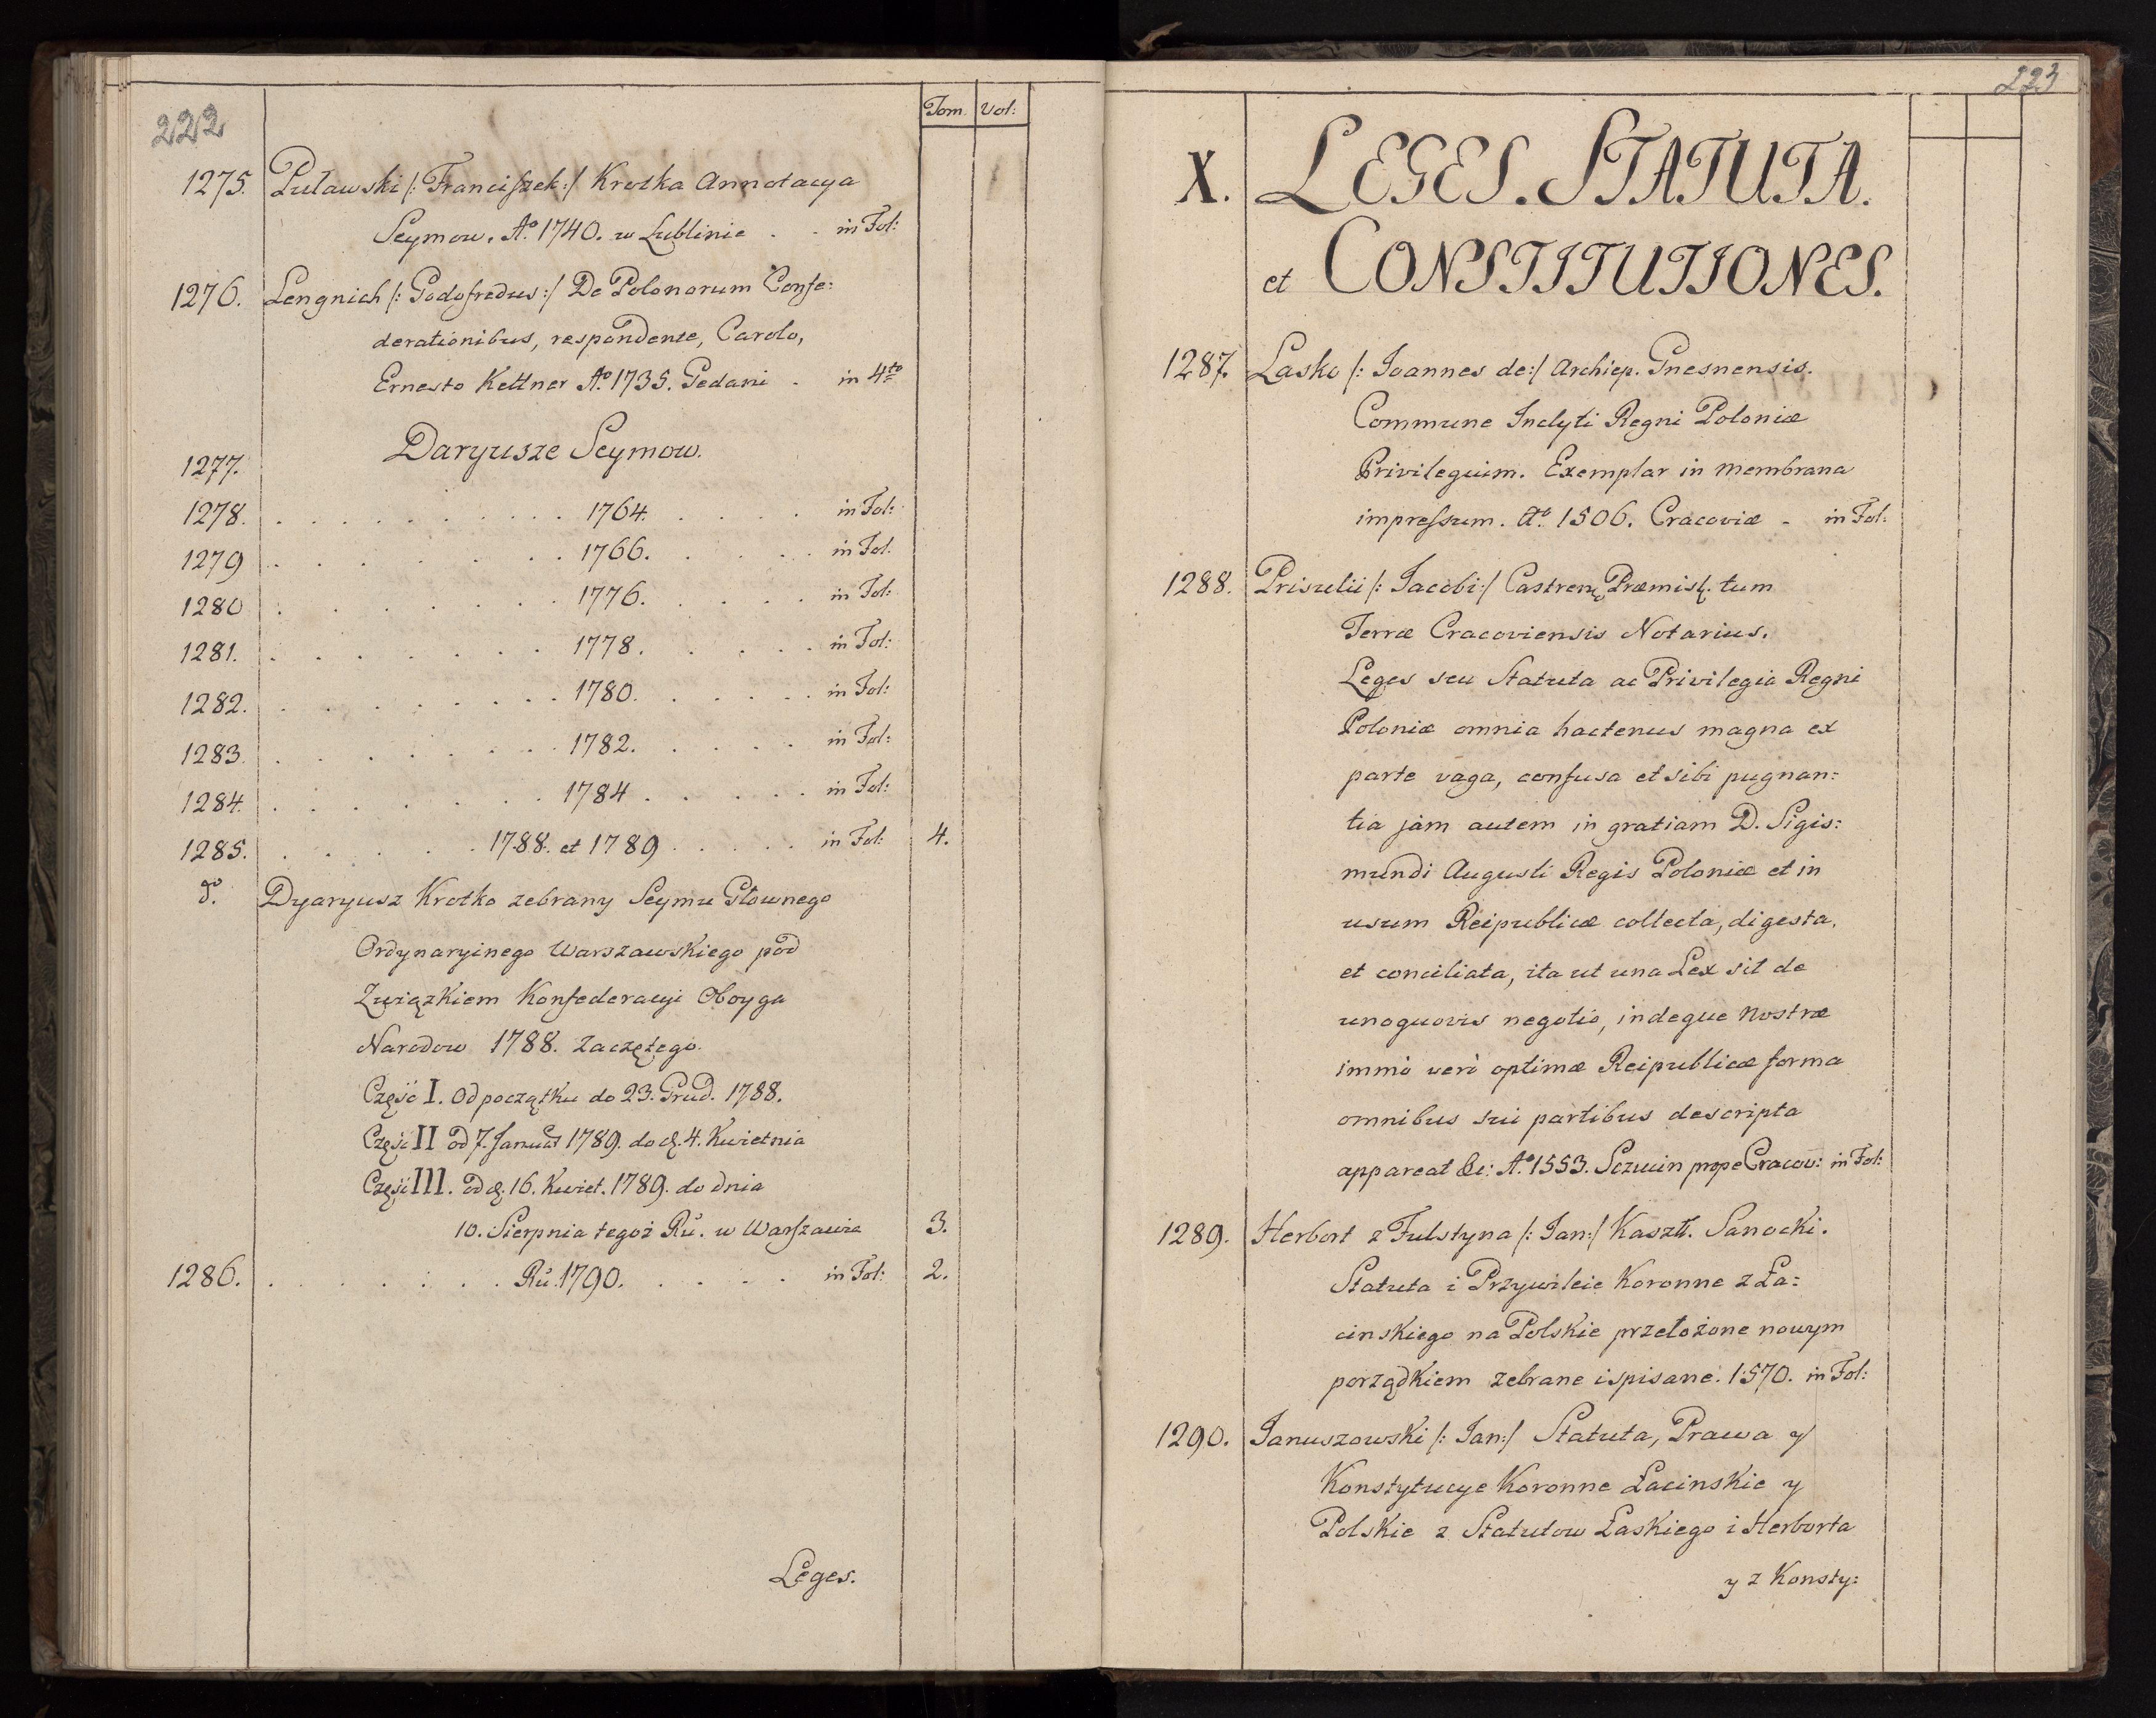 222
Tom. Vol:
1275. Pulawski /: Franciszek :/ Krotka Annotacya
Seymow. Aº 1740. w Lublinie . . in Fol:
1276. Lengnich /: Godofredus :/ De Polonorum Confe:
derationibus, respondente, Carolo,
Ernesto Kettner Aº 1735. Gedani . in 4to
1277. Daryusze Seymow.
1278. . . . . . . . . . . 1764. . . . . . in Fol:
1279 . . . . . . . 1766. . . . . in Fol.
1280 . . . . . . . . 1776. . . . . . in Fol:
1281. . . . . . . . . 1778. . . . . . in Fol:
1282. . . . . . . . . 1780. . . . . . in Fol:
1283. . . . . . . . . 1782. . . . . . in Fol:
1284. . . . . . . . . 1784 . . . . . . in Fol:
1285. . . . . . . 1788. et 1789 . . . . . in Fol: 4.
dº. Dyaryusz Krotko zebrany Seymu Głownego
Ordynaryinego Warszawskiego pod
Związkiem Konfederacyi Oboyga
Narodow 1788. zaczętego.
Część I. Od początku do 23. Grud. 1788.
Część II od 7. Januar 1789. do d. 4. Kwietnia
Część III. od d. 16. Kwiet. 1789. do dnia
10. Sierpnia tegoż Ru. w Warszawie 3.
1286. . . . . . . . Ru. 1790. . . . . . in Fol: 2.
Leges.
223
X. LEGES. STATUTA.
et CONSTITUTIONES.
1287. Lasko /: Joannes de :/ Archiep. Gnesnensis.
Commune Inclyti Regni Poloniæ
Privilegium. Exemplar in membrana
impressum. Aº. 1506. Cracoviæ . in Fol:
1288. Priselii /: Jacobi :/ Castren. Præmisl. tum
Terræ Cracoviensis Notarius.
Leges seu Statuta ac Privilegia Regni
Poloniæ omnia hactenus magna ex
parte vaga, confusa et sibi pugnan:
tia jam autem in gratiam D. Sigis:
mundi Augusti Regis Poloniæ et in
usum Reipublicæ collecta, digesta,
et conciliata, ita ut una Lex sit de
unoquovis negotio, indeque nostræ
immò verò optimæ Reipublicæ forma
omnibus sui partibus descripta
appareat &c: Aº. 1553. Sczucin prope Cracov: in Fol:
1289. Herbort z Fulstyna /: Jan :/ Kasztl. Sanocki.
Statuta i Przywileie Koronne z Ła:
cinskiego na Polskie przełożone nowym
porządkiem zebrane i spisane. 1570. in Fol:
1290. Januszowski /: Jan :/ Statuta, Prawa y
Konstytucye Koronne Łacinskie y
Polskie z Statutow Łaskiego i Herborta
y z Konsty: